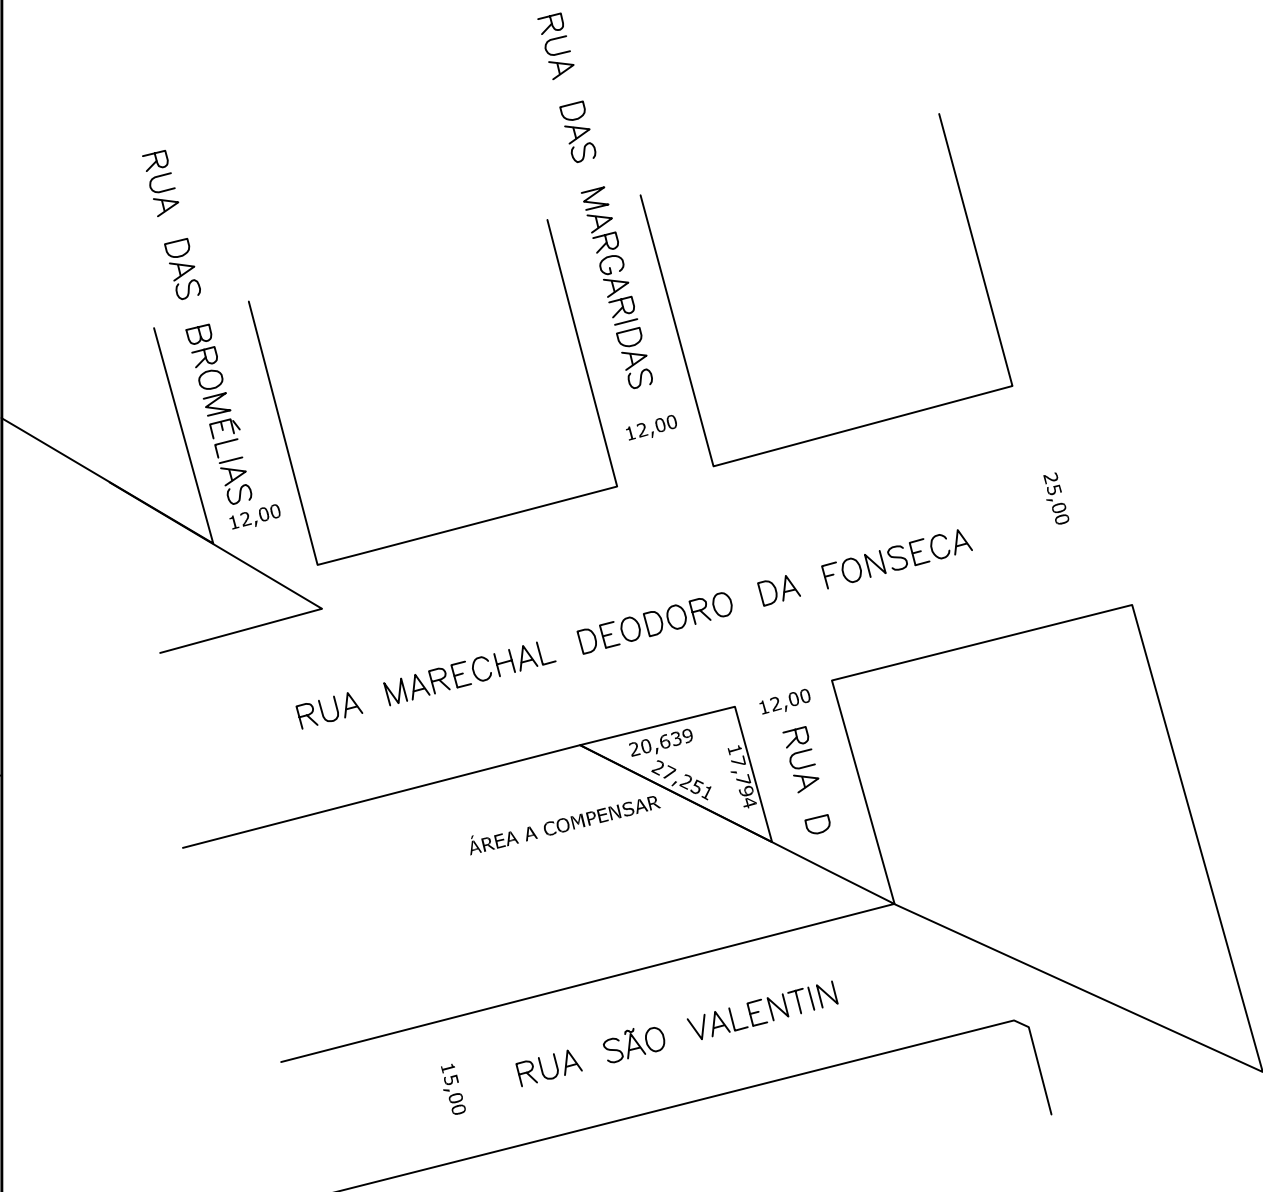 RUA DAS MARGARIDAS
RUA DAS BROMÉLIAS
12,00
12,00
25,00
RUA MARECHAL DEODORO DA FONSECA
12,00
20,639
17,794
27,251
RUA D
ÁREA A COMPENSAR
RUA SÃO VALENTIN
15,00